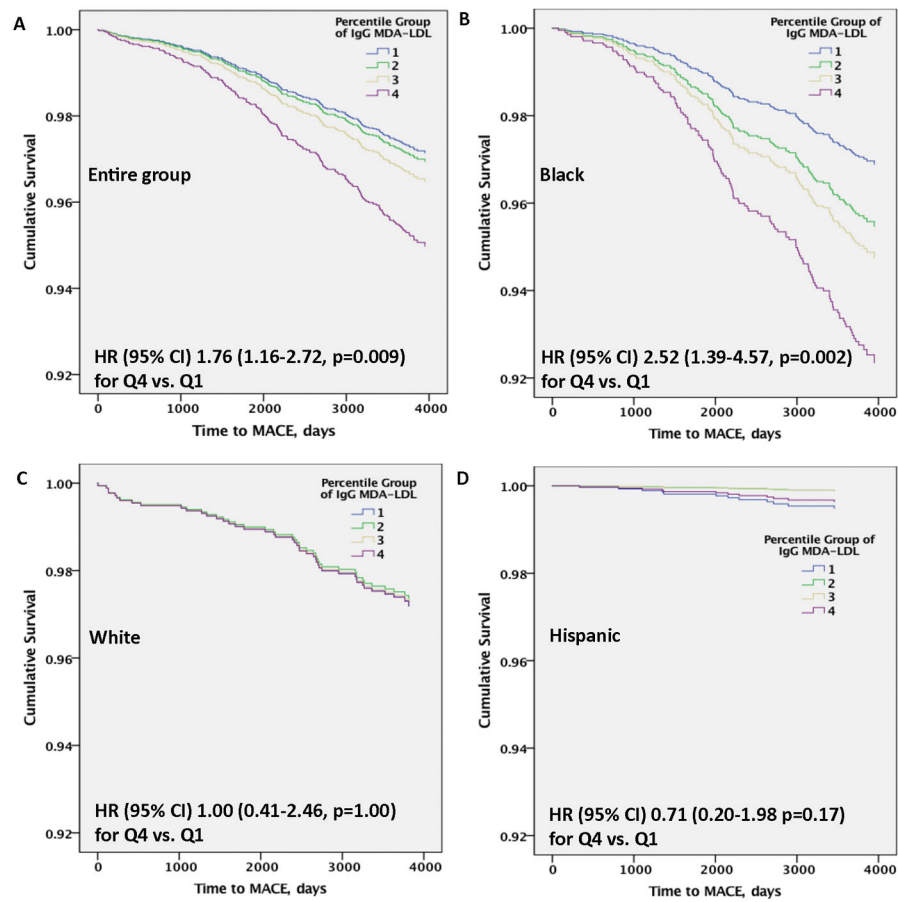 A
Percentile Group
of IgG MDA-LDL
1
2
3
4
1.00
0.98
0.96
0.94
0.92
Cumulative Survival
Entire group
HR (95% CI) 1.76 (1.16-2.72, p=0.009)
for Q4 vs. Q1
0 1000 2000 3000 4000
Time to MACE, days
B
Percentile Group of
IgG MDA-LDL
1
2
3
4
1.00
0.98
0.96
0.94
0.92
Cumulative Survival
Black
HR (95% CI) 2.52 (1.39-4.57, p=0.002)
for Q4 vs. Q1
0 1000 2000 3000 4000
Time to MACE, days
C
Percentile Group
of IgG MDA-LDL
1
2
3
4
1.00
0.98
0.96
0.94
0.92
Cumulative Survival
White
HR (95% CI) 1.00 (0.41-2.46, p=1.00)
for Q4 vs. Q1
0 1000 2000 3000 4000
Time to MACE, days
D
Percentile Group of
IgG MDA-LDL
1
2
3
4
1.00
0.98
0.96
0.94
0.92
Cumulative Survival
Hispanic
HR (95% CI) 0.71 (0.20-1.98 p=0.17)
for Q4 vs. Q1
0 1000 2000 3000 4000
Time to MACE, days